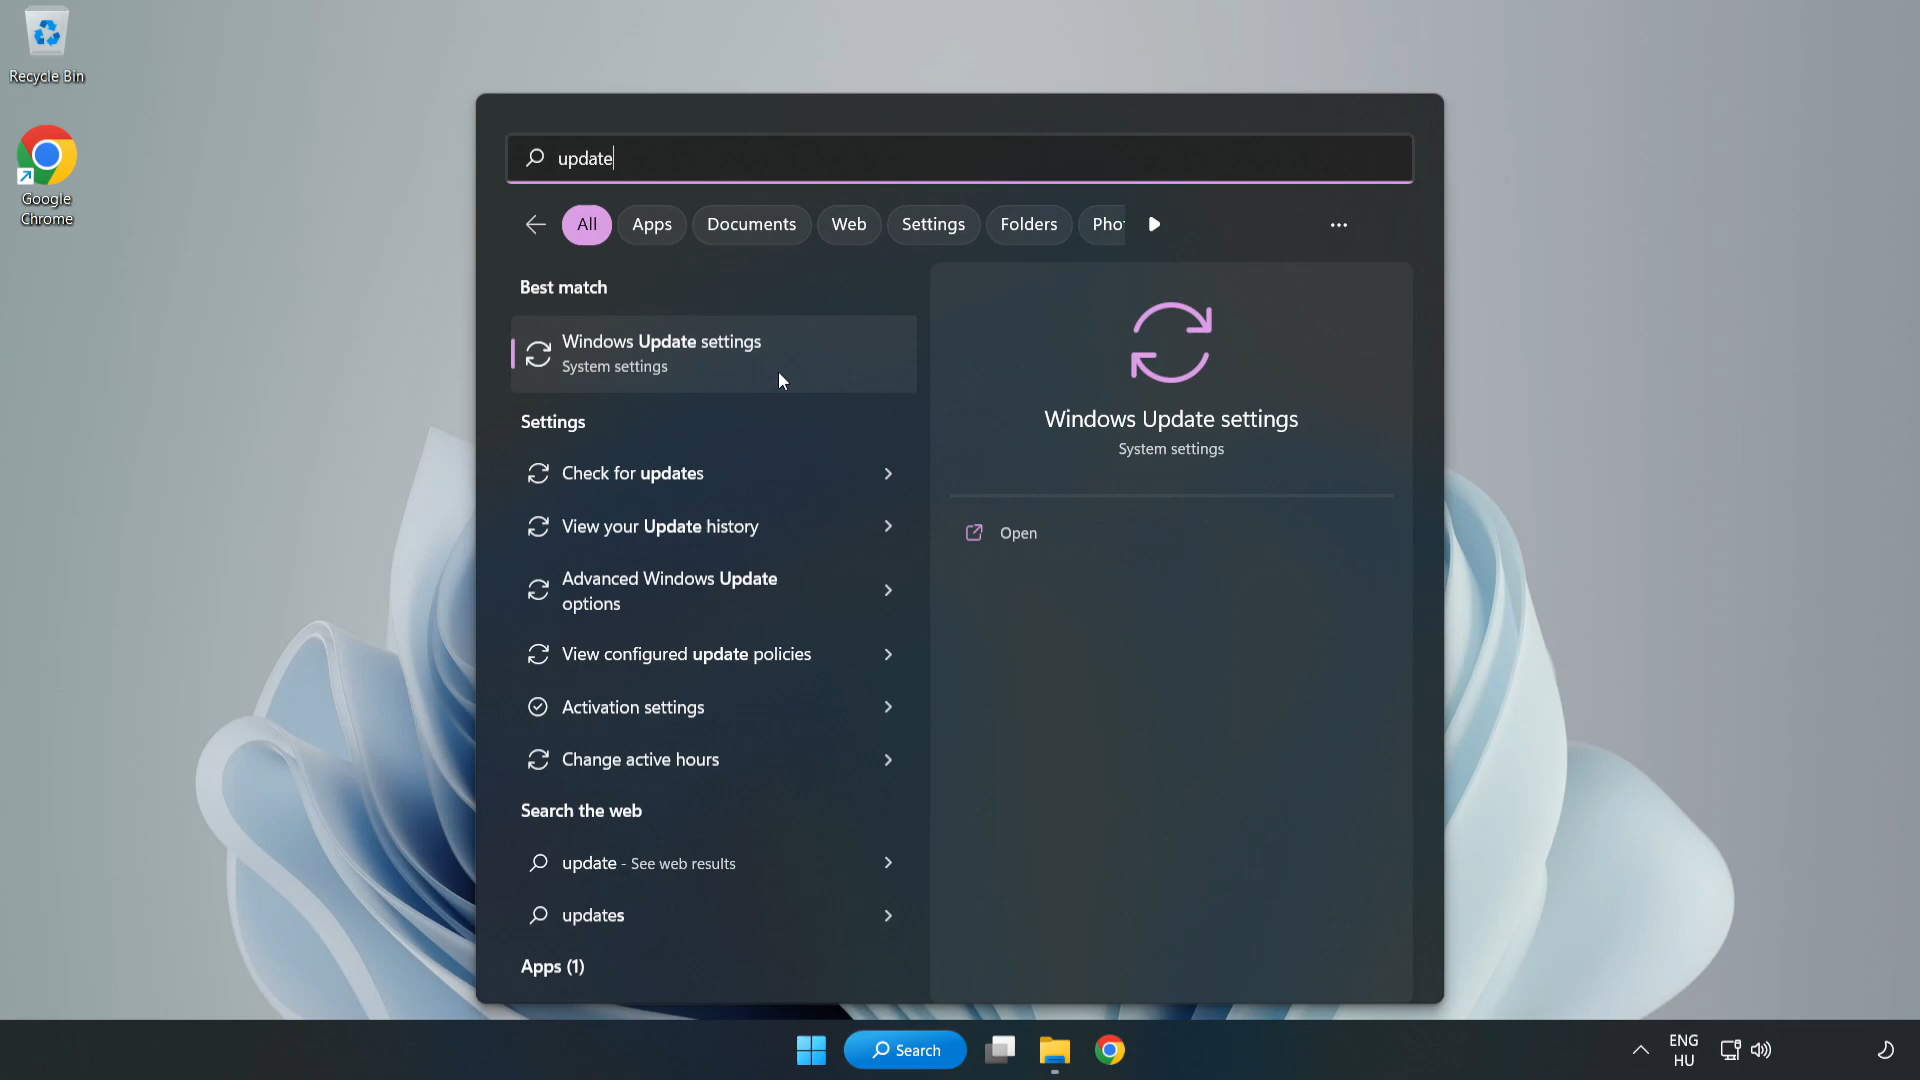 Recycle Bin
Google
Chrome
update
All
Apps
Documents
Web
Settings
Folders
Pho
Best match
Windows Update settings
System settings
Settings
Check for updates
View your Update history
Advanced Windows Update
options
View configured update policies
Activation settings
Change active hours
Search the web
update - See web results
updates
Apps (1)
Windows Update settings
System settings
Open
Search
ENG
HU